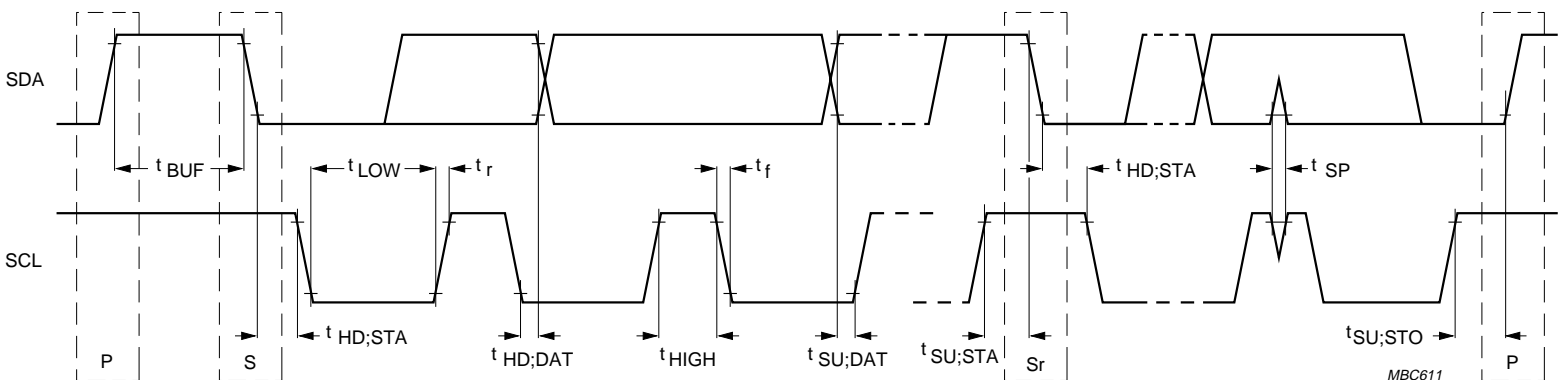 SDA
t BUF
t LOW
t r
t f
t HD;STA
t SP
SCL
t HD;STA
t HD;DAT
t HIGH
t SU;DAT
t SU;STA
t SU;STO
P
S
Sr
P
MBC611